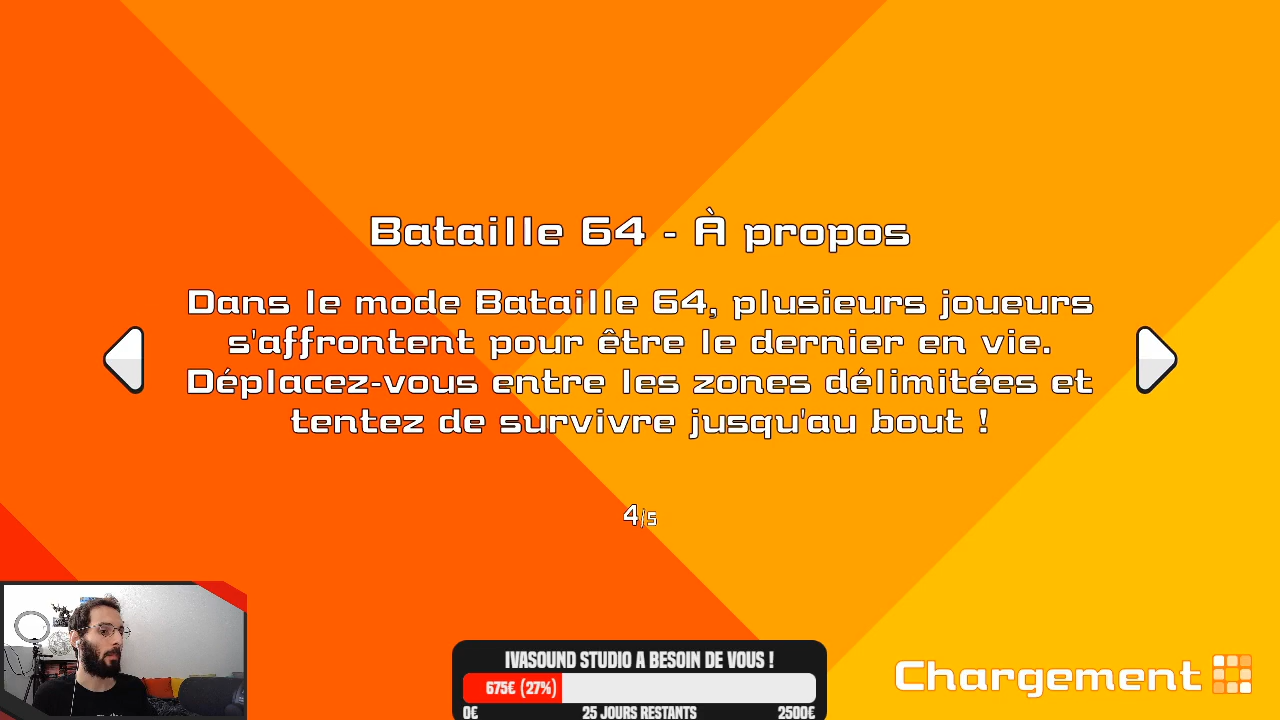 Bataille 64 - À propos
Dans le mode Bataille 64, plusieurs joueurs
s'affrontent pour être le dernier en vie.
Déplacez-vous entre les zones délimitées et
tentez de survivre jusqu'au bout !
4/5
IVASOUND STUDIO A BESOIN DE VOUS !
675€ (27%)
0€ 25 JOURS RESTANTS 2500€
Chargement